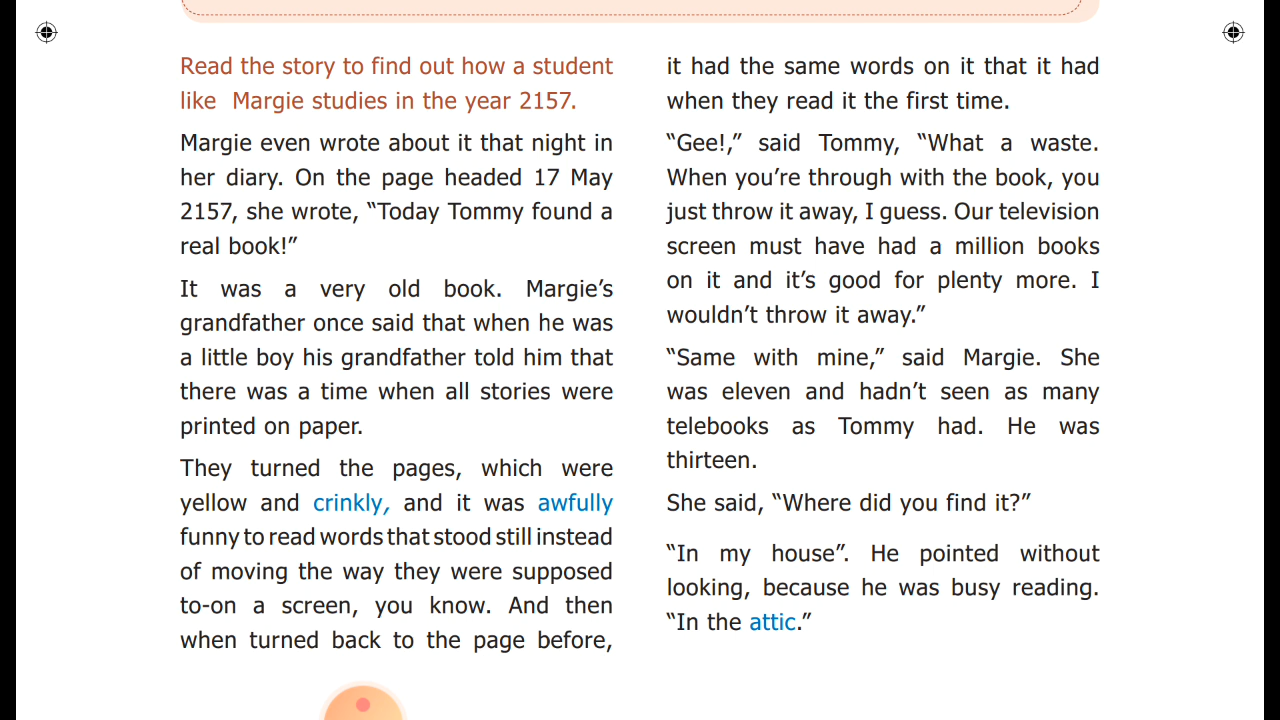 Read the story to find out how a student
like Margie studies in the year 2157.
Margie even wrote about it that night in
her diary. On the page headed 17 May
2157, she wrote, “Today Tommy found a
real book!”
It was a very old book. Margie’s
grandfather once said that when he was
a little boy his grandfather told him that
there was a time when all stories were
printed on paper.
They turned the pages, which were
yellow and crinkly, and it was awfully
funny to read words that stood still instead
of moving the way they were supposed
to-on a screen, you know. And then
when turned back to the page before,
it had the same words on it that it had
when they read it the first time.
“Gee!,” said Tommy, “What a waste.
When you’re through with the book, you
just throw it away, I guess. Our television
screen must have had a million books
on it and it’s good for plenty more. I
wouldn’t throw it away.”
“Same with mine,” said Margie. She
was eleven and hadn’t seen as many
telebooks as Tommy had. He was
thirteen.
She said, “Where did you find it?”
“In my house”. He pointed without
looking, because he was busy reading.
“In the attic.”